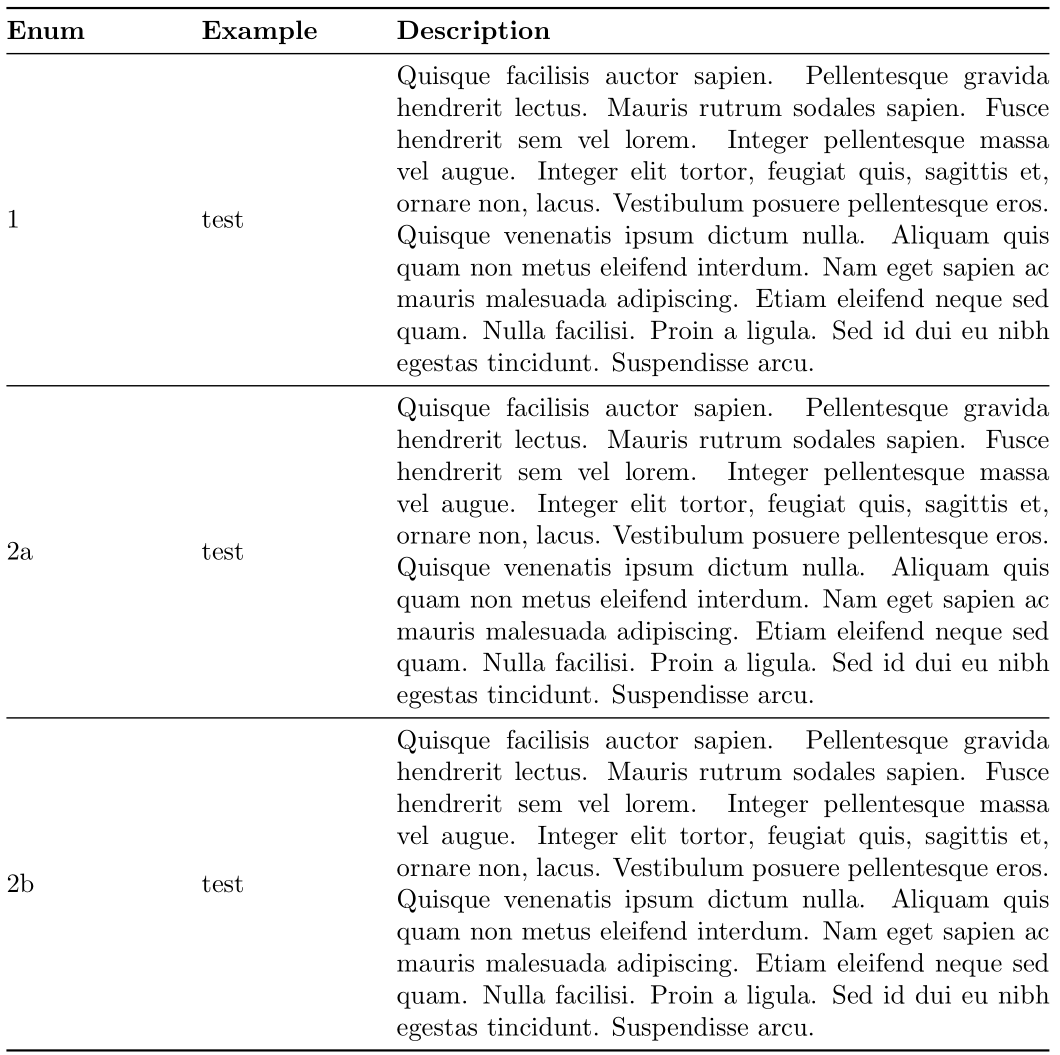 Enum Example Description
Quisque facilisis auctor sapien. Pellentesque gravida
hendrerit lectus. Mauris rutrum sodales sapien. Fusce
hendrerit sem vel lorem. Integer pellentesque massa
vel augue. Integer elit tortor, feugiat quis, sagittis et,
ornare non, lacus. Vestibulum posuere pellentesque eros.
1 test
Quisque venenatis ipsum dictum nulla. Aliquam quis
quam non metus eleifend interdum. Nam eget sapien ac
mauris malesuada adipiscing. Etiam eleifend neque sed
quam. Nulla facilisi. Proin a ligula. Sed id dui eu nibh
egestas tincidunt. Suspendisse arcu.
Quisque facilisis auctor sapien. Pellentesque gravida
hendrerit lectus. Mauris rutrum sodales sapien. Fusce
hendrerit sem vel lorem. Integer pellentesque massa
vel augue. Integer elit tortor, feugiat quis, sagittis et,
ornare non, lacus. Vestibulum posuere pellentesque eros.
2a test
Quisque venenatis ipsum dictum nulla. Aliquam quis
quam non metus eleifend interdum. Nam eget sapien ac
mauris malesuada adipiscing. Etiam eleifend neque sed
quam. Nulla facilisi. Proin a ligula. Sed id dui eu nibh
egestas tincidunt. Suspendisse arcu.
Quisque facilisis auctor sapien. Pellentesque gravida
hendrerit lectus. Mauris rutrum sodales sapien. Fusce
hendrerit sem vel lorem. Integer pellentesque massa
vel augue. Integer elit tortor, feugiat quis, sagittis et,
ornare non, lacus. Vestibulum posuere pellentesque eros.
2b test
Quisque venenatis ipsum dictum nulla. Aliquam quis
quam non metus eleifend interdum. Nam eget sapien ac
mauris malesuada adipiscing. Etiam eleifend neque sed
quam. Nulla facilisi. Proin a ligula. Sed id dui eu nibh
egestas tincidunt. Suspendisse arcu.